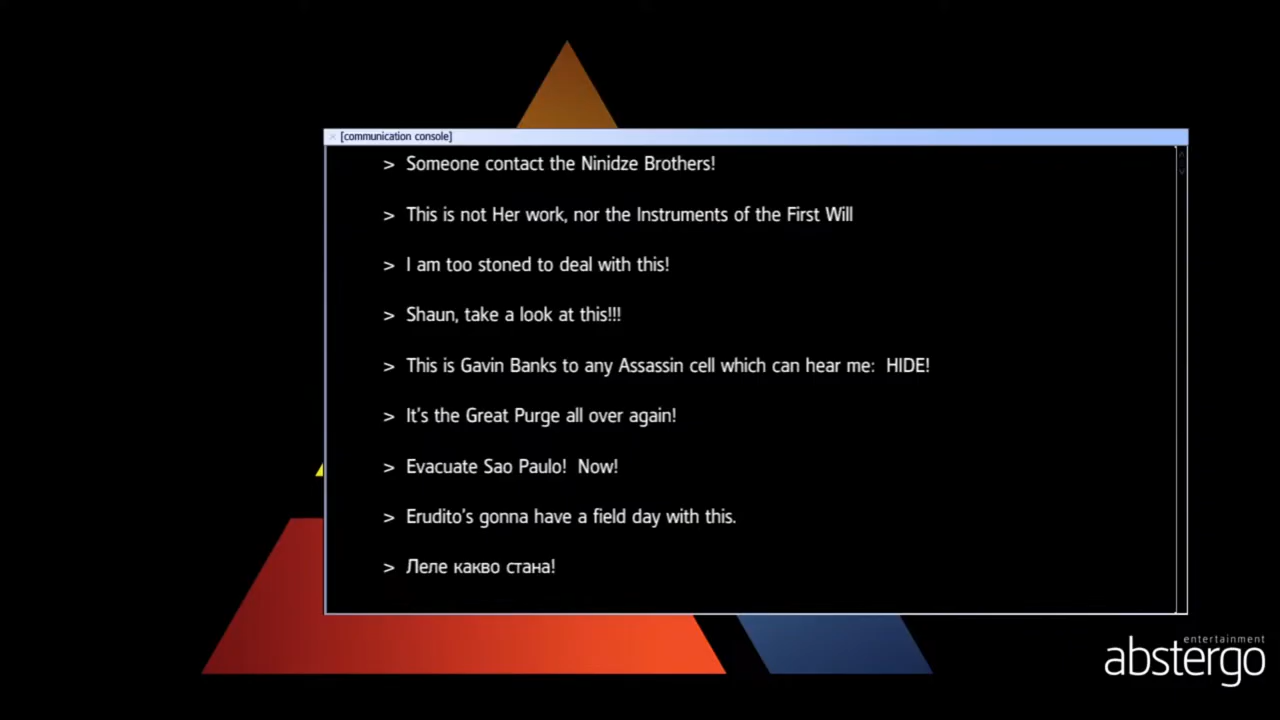 [communication console]
> Someone contact the Ninidze Brothers!
> This is not Her work, nor the Instruments of the First Will
> I am too stoned to deal with this!
> Shaun, take a look at this!!!
> This is Gavin Banks to any Assassin cell which can hear me:  HIDE!
> It's the Great Purge all over again!
> Evacuate Sao Paulo!  Now!
> Erudito's gonna have a field day with this.
> Леле какво стана!
entertainment
abstergo